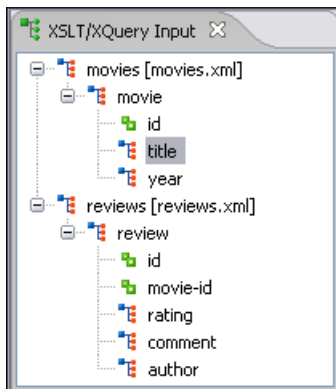 XSLT/XQuery Input
movies [movies.xml]
movie
id
title
year
reviews [reviews.xml]
review
id
movie-id
rating
comment
author